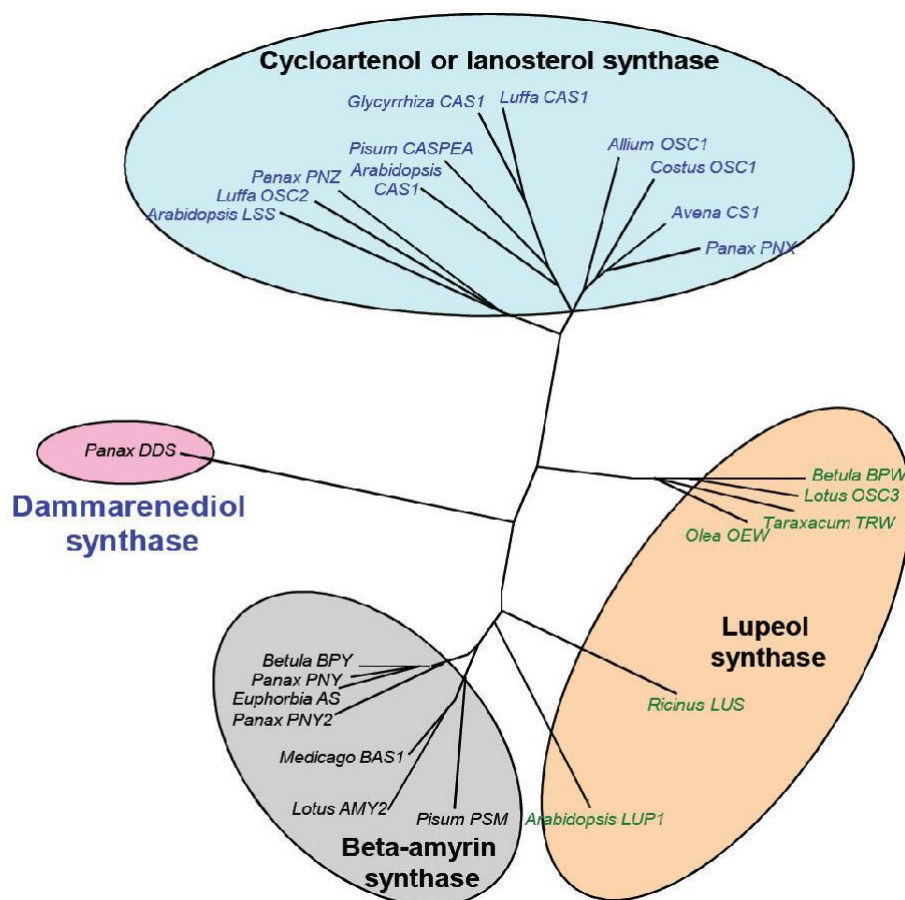 Cycloartenol or lanosterol synthase
Glycyrrhiza CAS1
Luffa CAS1
Pisum CASPEA
Arabidopsis
CAS1
Panax PNZ
Luffa OSC2
Arabidopsis LSS
Allium OSC1
Costus OSC1
Avena CS1
Panax PNX
Panax DDS
Dammarenediol
synthase
Betula BPW
Lotus OSC3
Taraxacum TRW
Olea OEW
Lupeol
synthase
Ricinus LUS
Arabidopsis LUP1
Betula BPY
Panax PNY
Euphorbia AS
Panax PNY2
Medicago BAS1
Lotus AMY2
Pisum PSM
Beta-amyrin
synthase